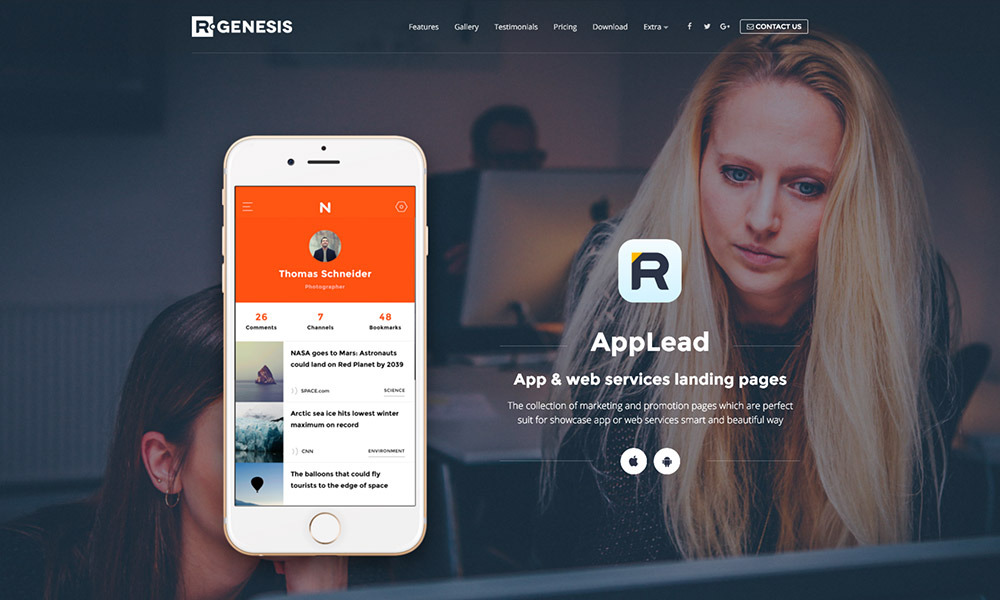 R.GENESIS
Features Gallery Testimonials Pricing Download Extra
CONTACT US
N
Thomas Schneider
Photographer
26 7 48
Comments Channels Bookmarks
NASA goes to Mars: Astronauts
could land on Red Planet by 2039
SPACE.com SCIENCE
Arctic sea ice hits lowest winter
maximum on record
CNN ENVIRONMENT
The balloons that could fly
tourists to the edge of space
R
AppLead
App & web services landing pages
The collection of marketing and promotion pages which are perfect
suit for showcase app or web services smart and beautiful way